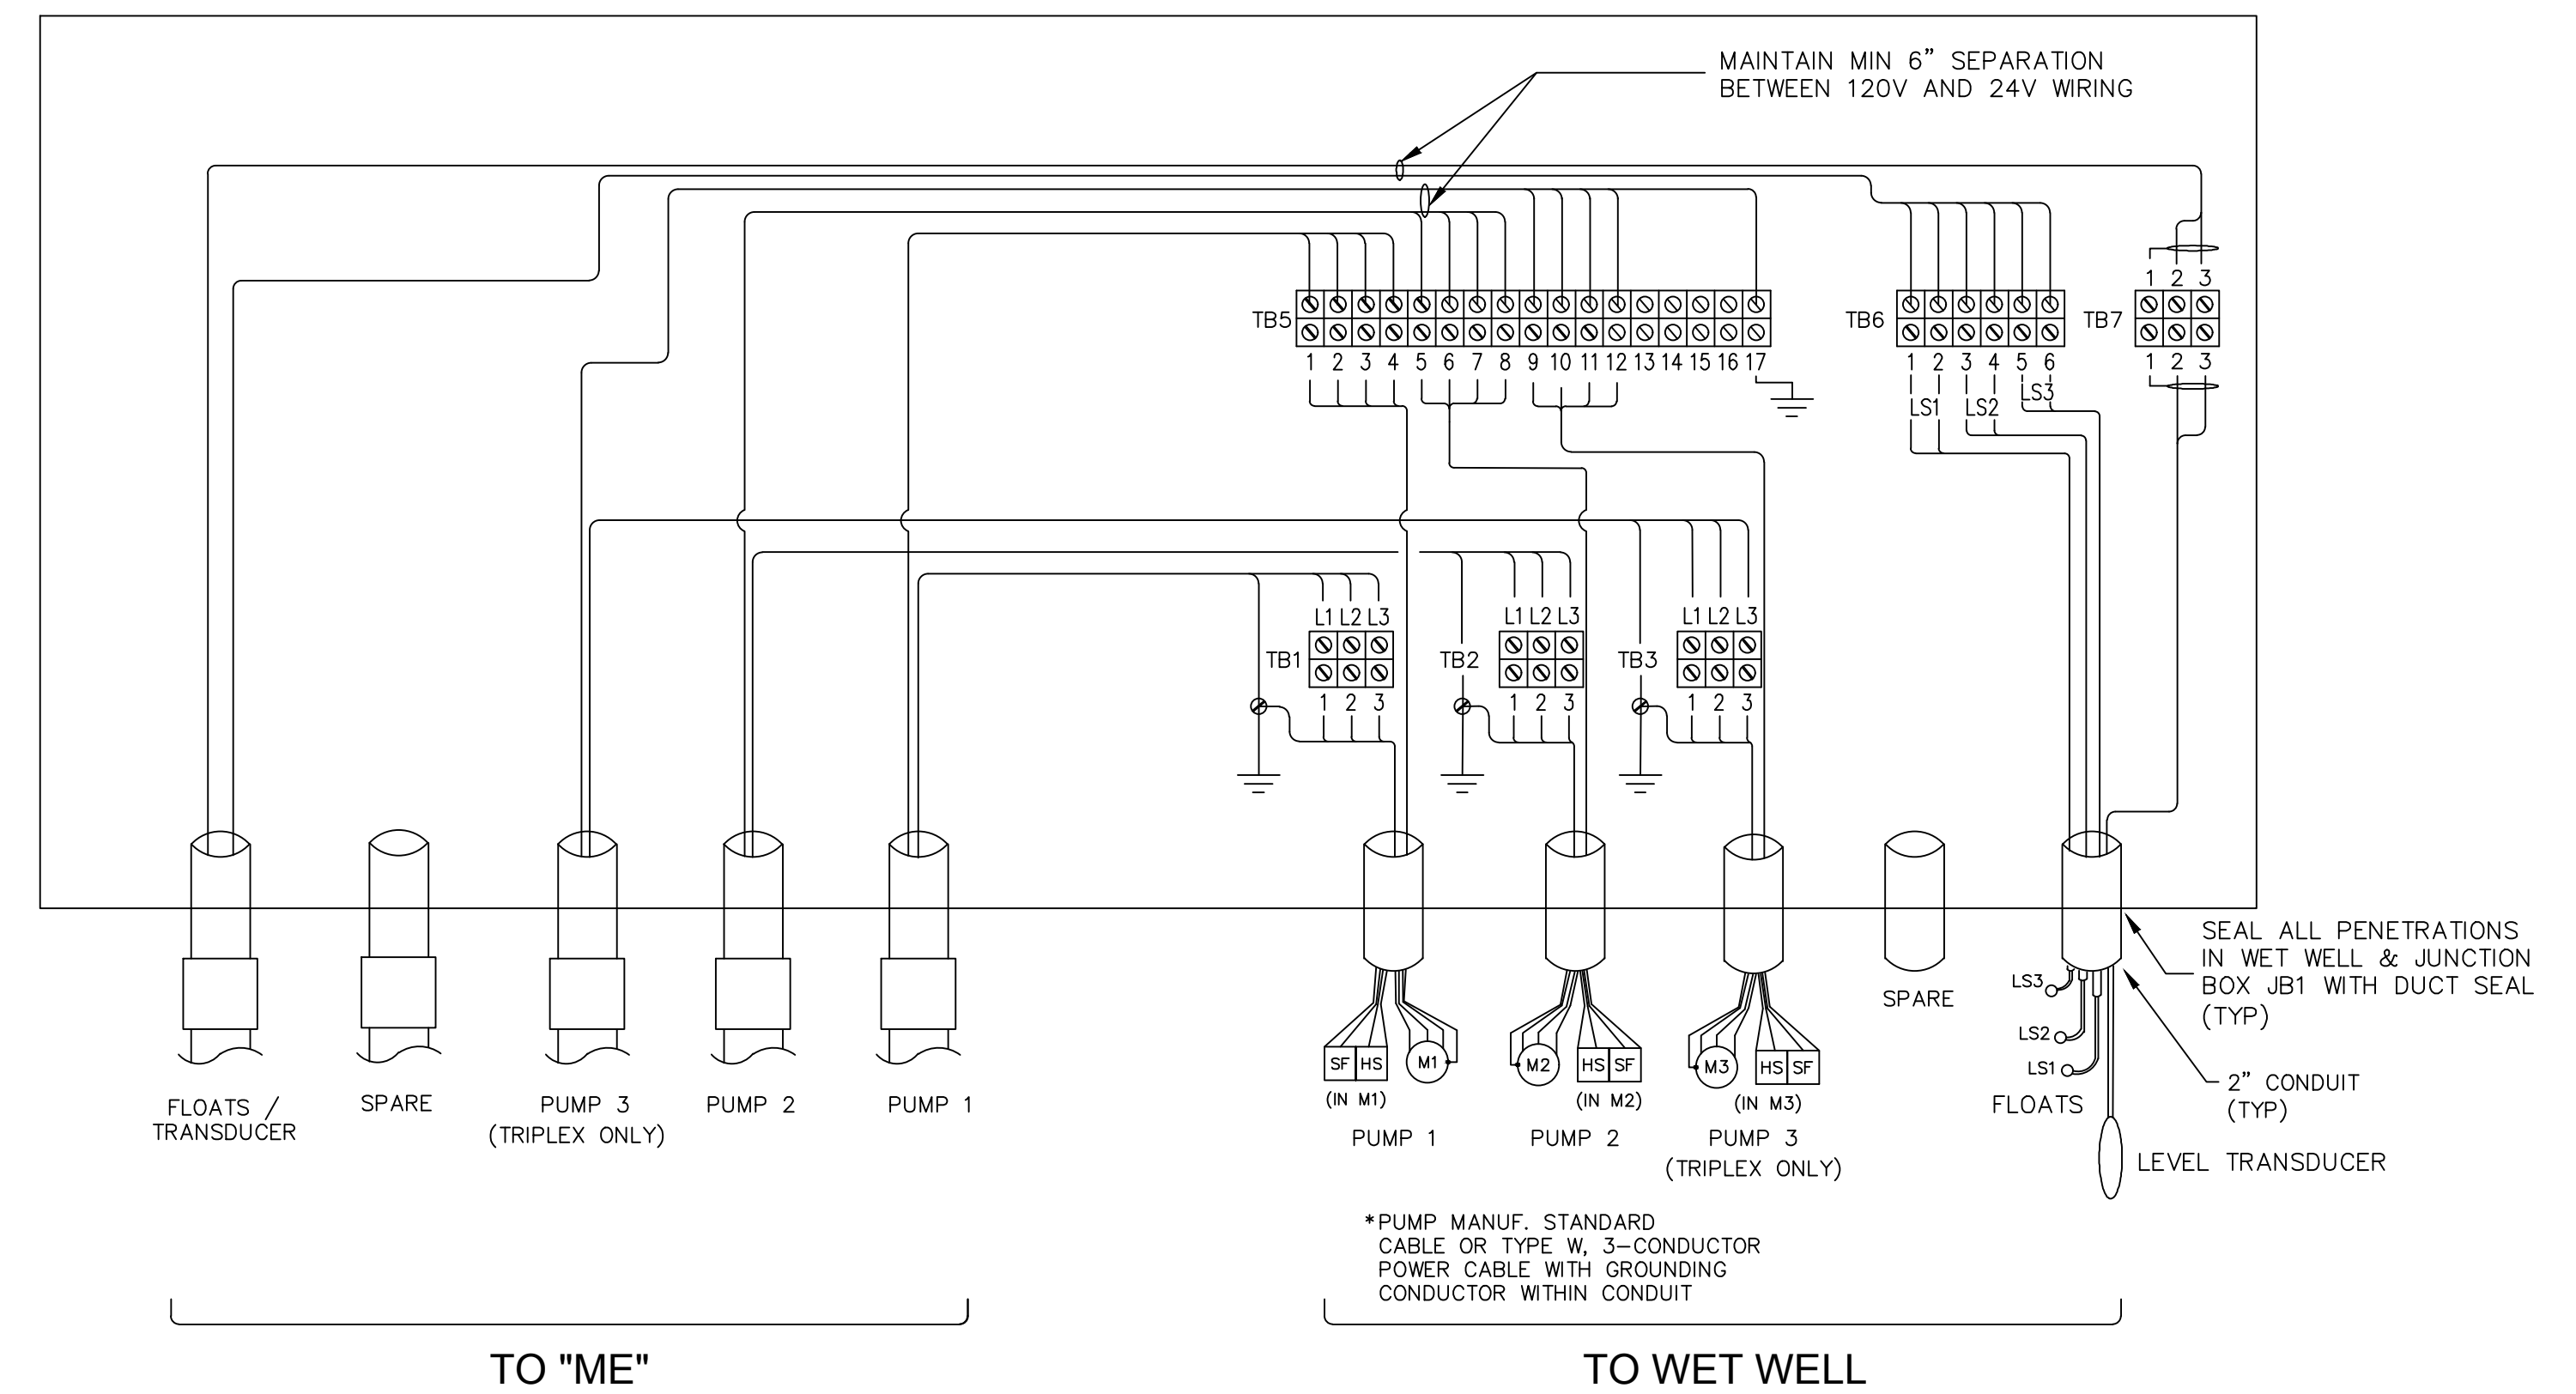 MAINTAIN MIN 6” SEPARATION
BETWEEN 120V AND 24V WIRING
1 2 3
TB5
TB6
TB7
1 2 3 4 5 6 7 8 9 10 11 12 13 14 15 16 17
1 2 3 4 5 6
1 2 3
LS1 LS2 LS3
L1 L2 L3
L1 L2 L3
L1 L2 L3
TB1
TB2
TB3
1 2 3
1 2 3
1 2 3
SEAL ALL PENETRATIONS
IN WET WELL & JUNCTION
BOX JB1 WITH DUCT SEAL
(TYP)
LS3
LS2
LS1
FLOATS
SPARE
2” CONDUIT
(TYP)
LEVEL TRANSDUCER
SF HS M1
(IN M1)
PUMP 1
M2 HS SF
(IN M2)
PUMP 2
M3 HS SF
(IN M3)
PUMP 3
(TRIPLEX ONLY)
FLOATS /
TRANSDUCER
SPARE
PUMP 3
(TRIPLEX ONLY)
PUMP 2
PUMP 1
*PUMP MANUF. STANDARD
CABLE OR TYPE W, 3-CONDUCTOR
POWER CABLE WITH GROUNDING
CONDUCTOR WITHIN CONDUIT
TO "ME"
TO WET WELL